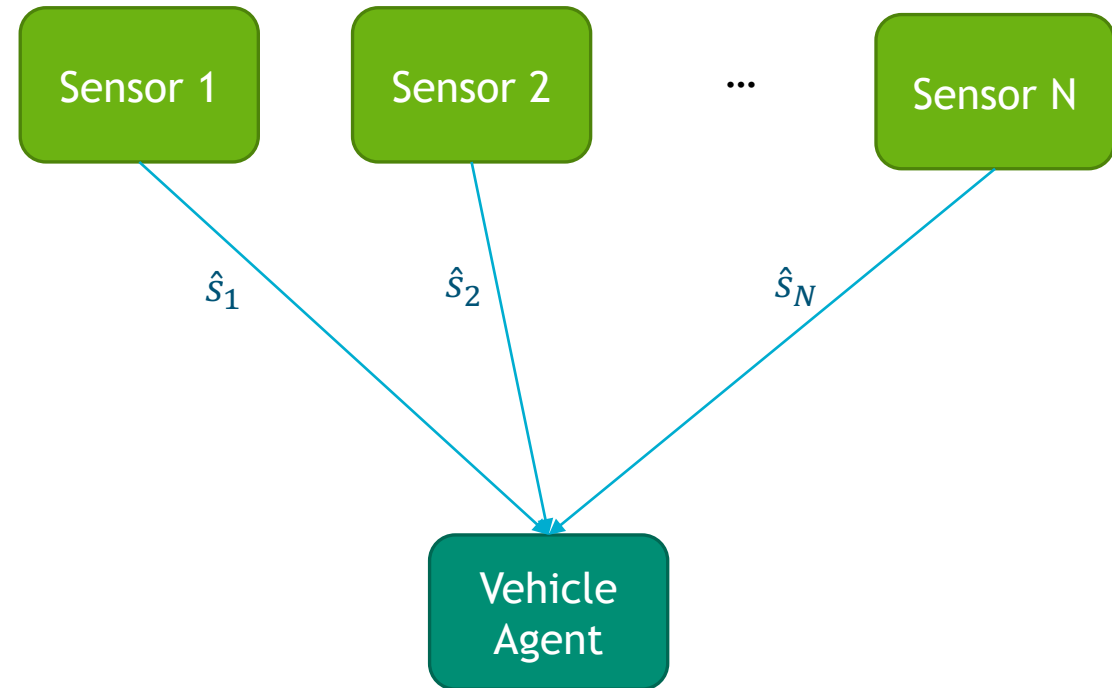 Sensor 1
Sensor 2
...
Sensor N
ŝ₁
ŝ₂
ŝ_N
Vehicle
Agent